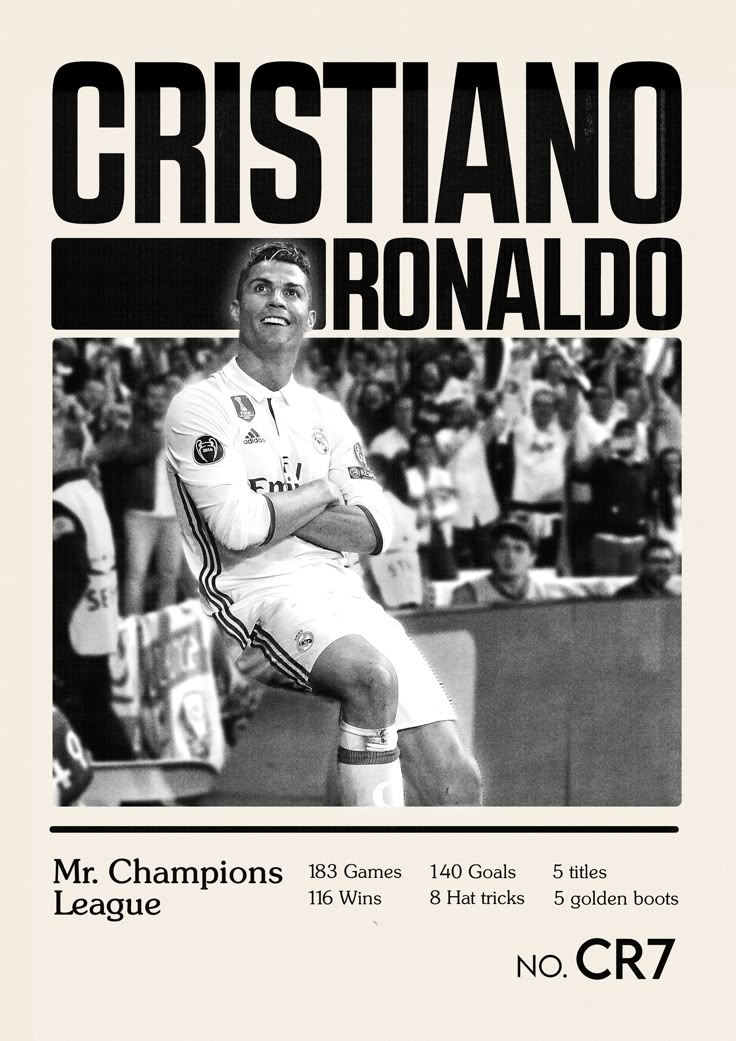 CRISTIANO
RONALDO
adidas
Mr. Champions
League
183 Games
140 Goals
5 titles
116 Wins
8 Hat tricks
5 golden boots
NO. CR7